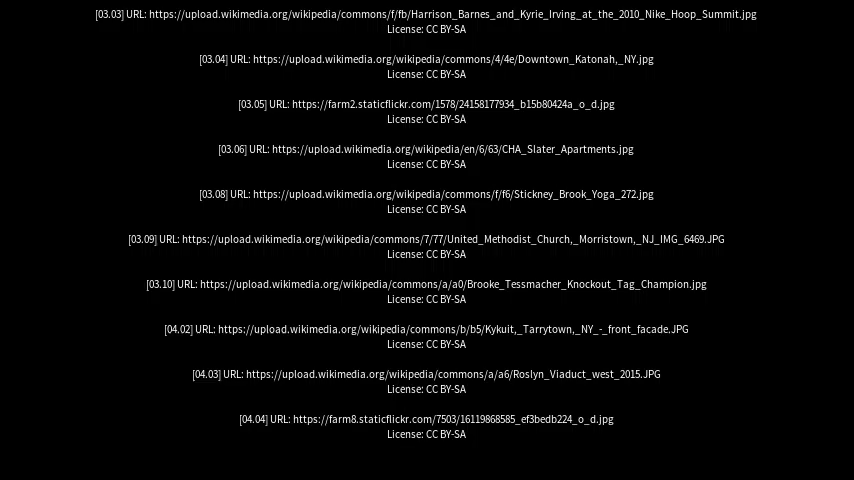 [03.03] URL: https://upload.wikimedia.org/wikipedia/commons/f/fb/Harrison_Barnes_and_Kyrie_Irving_at_the_2010_Nike_Hoop_Summit.jpg
License: CC BY-SA
[03.04] URL: https://upload.wikimedia.org/wikipedia/commons/4/4e/Downtown_Katonah,_NY.jpg
License: CC BY-SA
[03.05] URL: https://farm2.staticflickr.com/1578/24158177934_b15b80424a_o_d.jpg
License: CC BY-SA
[03.06] URL: https://upload.wikimedia.org/wikipedia/en/6/63/CHA_Slater_Apartments.jpg
License: CC BY-SA
[03.08] URL: https://upload.wikimedia.org/wikipedia/commons/f/f6/Stickney_Brook_Yoga_272.jpg
License: CC BY-SA
[03.09] URL: https://upload.wikimedia.org/wikipedia/commons/7/77/United_Methodist_Church,_Morristown,_NJ_IMG_6469.JPG
License: CC BY-SA
[03.10] URL: https://upload.wikimedia.org/wikipedia/commons/a/a0/Brooke_Tessmacher_Knockout_Tag_Champion.jpg
License: CC BY-SA
[04.02] URL: https://upload.wikimedia.org/wikipedia/commons/b/b5/Kykuit,_Tarrytown,_NY_-_front_facade.JPG
License: CC BY-SA
[04.03] URL: https://upload.wikimedia.org/wikipedia/commons/a/a6/Roslyn_Viaduct_west_2015.JPG
License: CC BY-SA
[04.04] URL: https://farm8.staticflickr.com/7503/16119868585_ef3bedb224_o_d.jpg
License: CC BY-SA